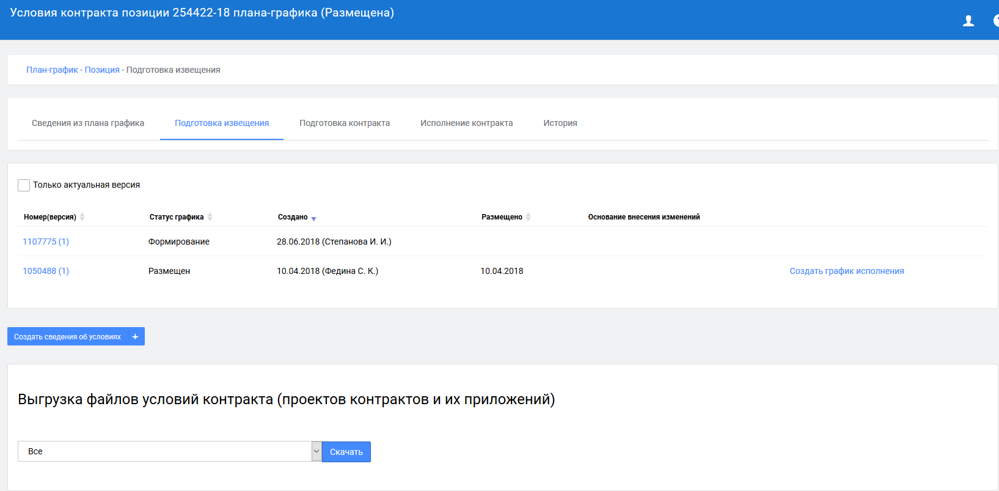 Условия контракта позиции 254422-18 плана-графика (Размещена)
План-график - Позиция - Подготовка извещения
Сведения из плана графика Подготовка извещения Подготовка контракта Исполнение контракта История
Только актуальная версия
Номер(версия) Статус графика Создано Размещено Основание внесения изменений
1107775 (1) Формирование 28.06.2018 (Степанова И. И.)
1050488 (1) Размещен 10.04.2018 (Федина С. К.) 10.04.2018 Создать график исполнения
Создать сведения об условиях +
Выгрузка файлов условий контракта (проектов контрактов и их приложений)
Все Скачать